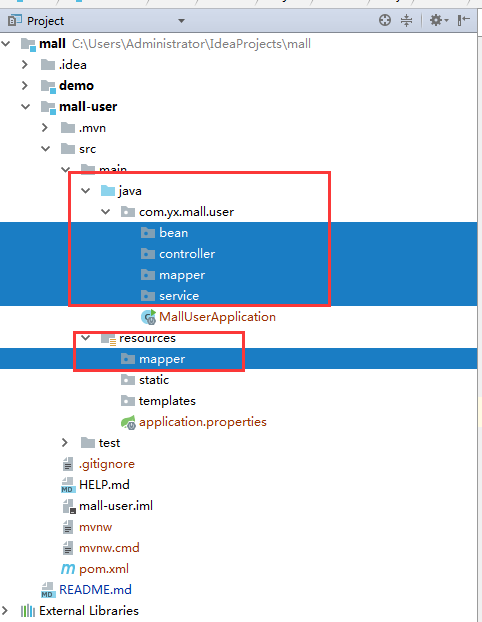 Project
mall C:\Users\Administrator\IdeaProjects\mall
.idea
demo
mall-user
.mvn
src
main
java
com.yx.mall.user
bean
controller
mapper
service
MallUserApplication
resources
mapper
static
templates
application.properties
test
.gitignore
HELP.md
mall-user.iml
mvnw
mvnw.cmd
pom.xml
README.md
External Libraries